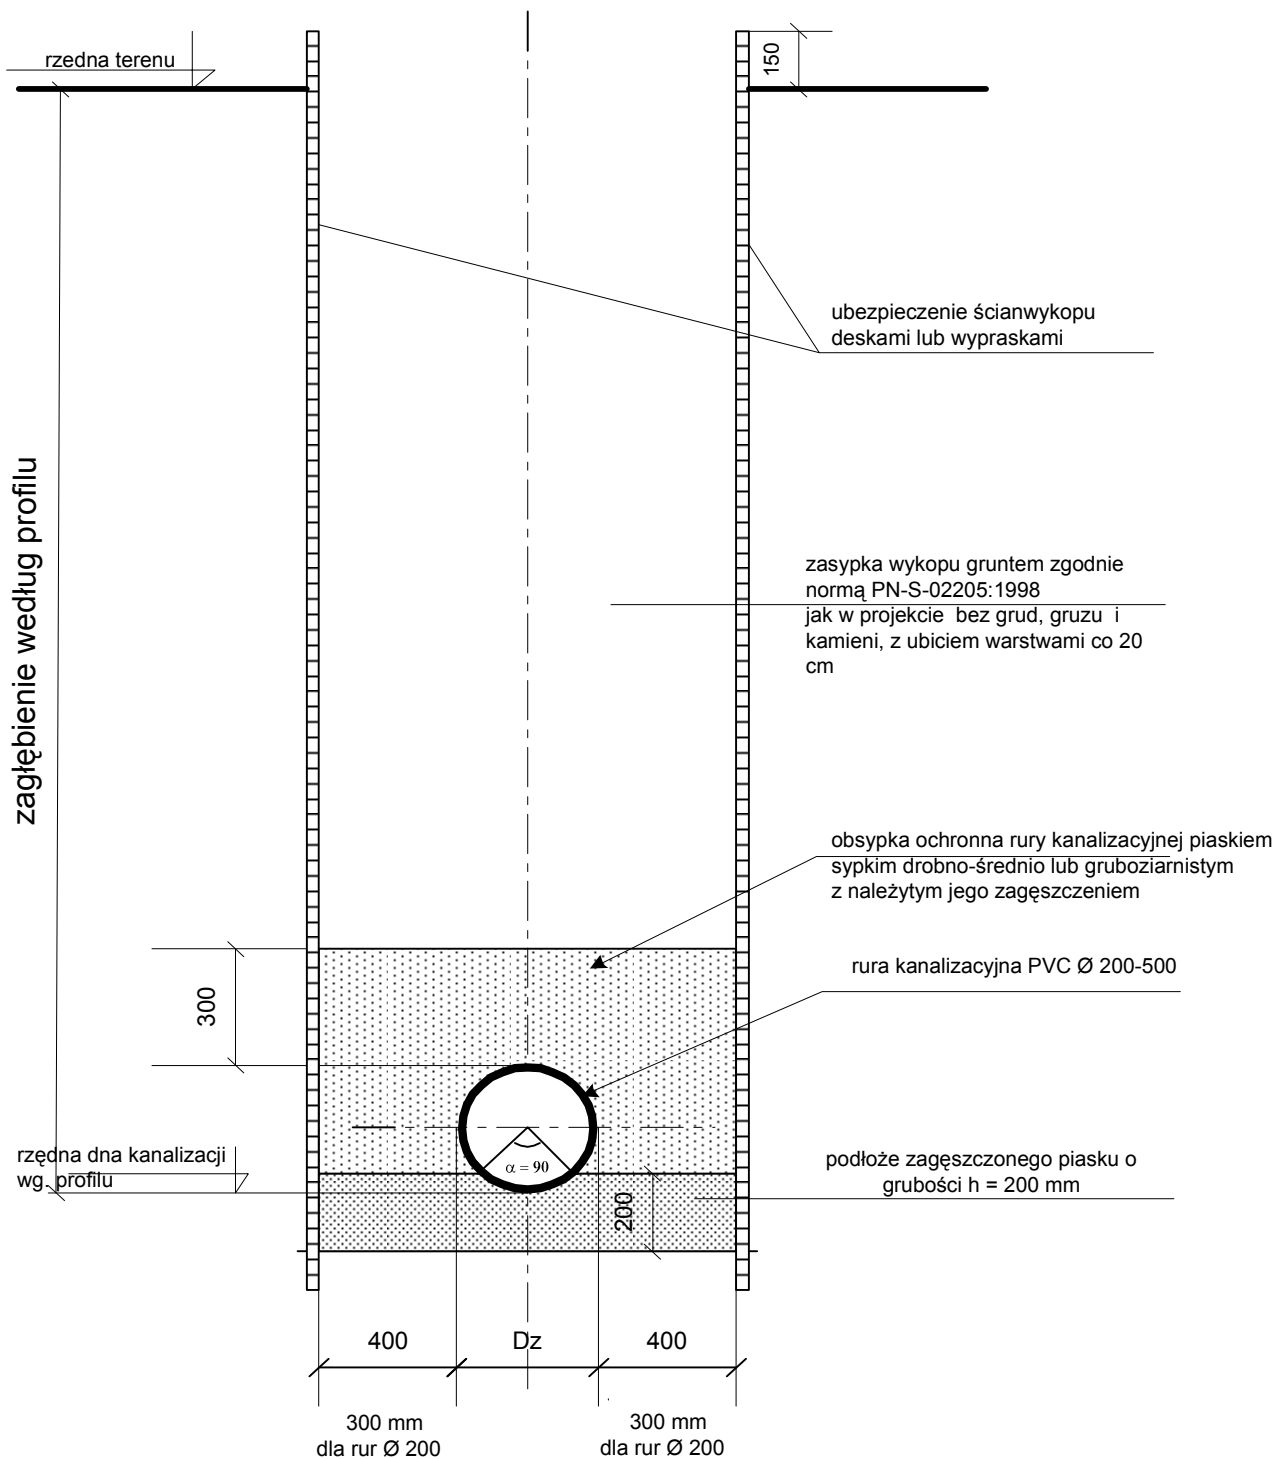 rzedna terenu
150
ubezpieczenie ścianwykopu
deskami lub wypraskami
zagłębienie według profilu
zasypka wykopu gruntem zgodnie
normą PN-S-02205:1998
jak w projekcie bez grud, gruzu i
kamieni, z ubiciem warstwami co 20
cm
obsypka ochronna rury kanalizacyjnej piaskiem
sypkim drobno-średnio lub gruboziarnistym
z należytym jego zagęszczeniem
rura kanalizacyjna PVC Ø 200-500
300
rzędna dna kanalizacji
wg. profilu
α = 90
podłoże zagęszczonego piasku o
grubości h = 200 mm
200
400
Dz
400
300 mm
dla rur Ø 200
300 mm
dla rur Ø 200